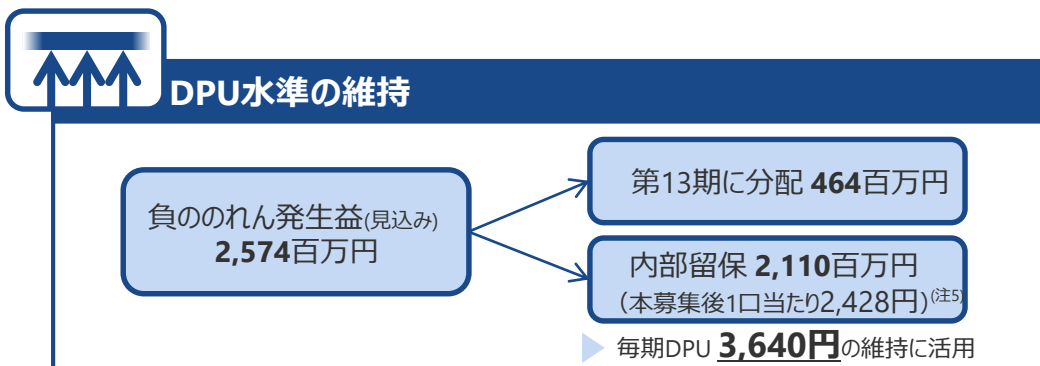 DPU水準の維持
負ののれん発生益(見込み)
2,574百万円
第13期に分配 464百万円
内部留保 2,110百万円
（本募集後1口当たり2,428円）(注5)
毎期DPU 3,640円の維持に活用